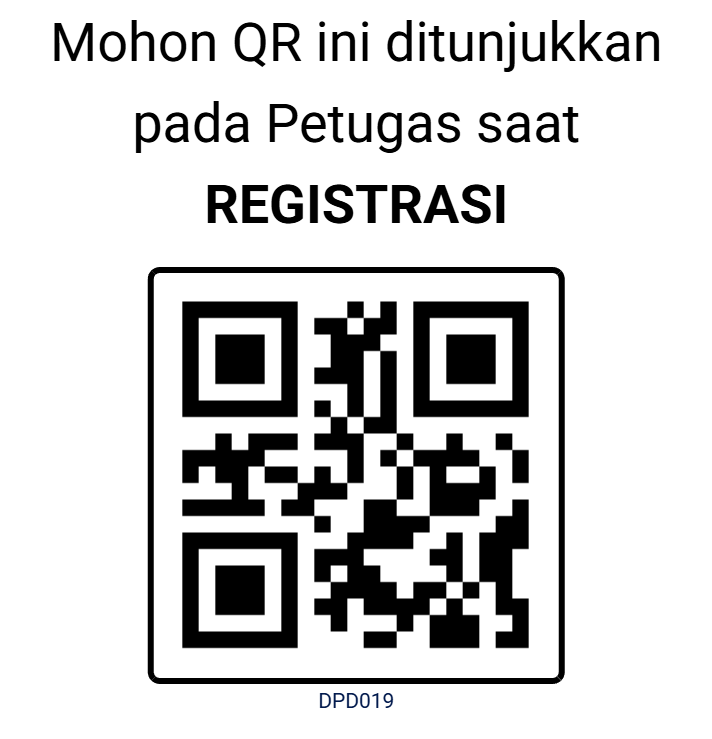 Mohon QR ini ditunjukkan
pada Petugas saat
REGISTRASI
DPD019